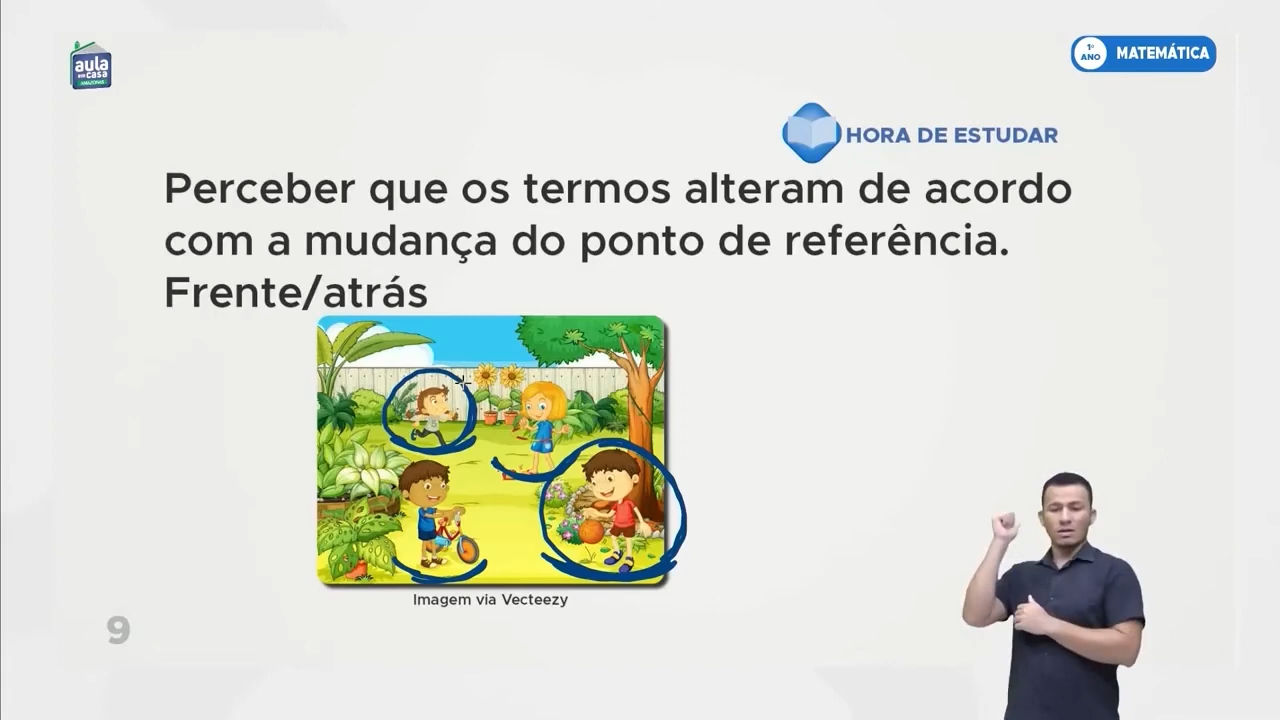 aula
em casa
AMAZONAS
1º
ANO
MATEMÁTICA
HORA DE ESTUDAR
Perceber que os termos alteram de acordo
com a mudança do ponto de referência.
Frente/atrás
Imagem via Vecteezy
9